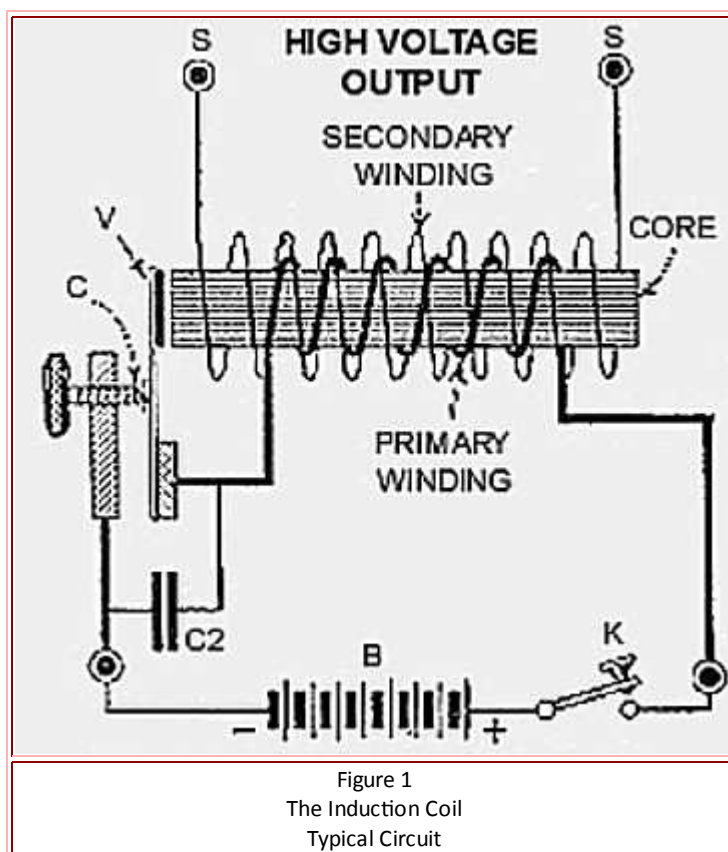 S
HIGH VOLTAGE
OUTPUT
S
SECONDARY
WINDING
V
CORE
C
PRIMARY
WINDING
C2
B
K
-
+
Figure 1
The Induction Coil
Typical Circuit